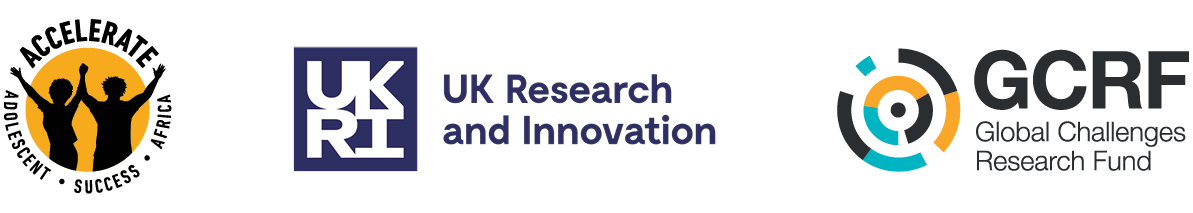 ACCELERATE
ADOLESCENT • SUCCESS • AFRICA
UK
RI
UK Research
and Innovation
GCRF
Global Challenges
Research Fund